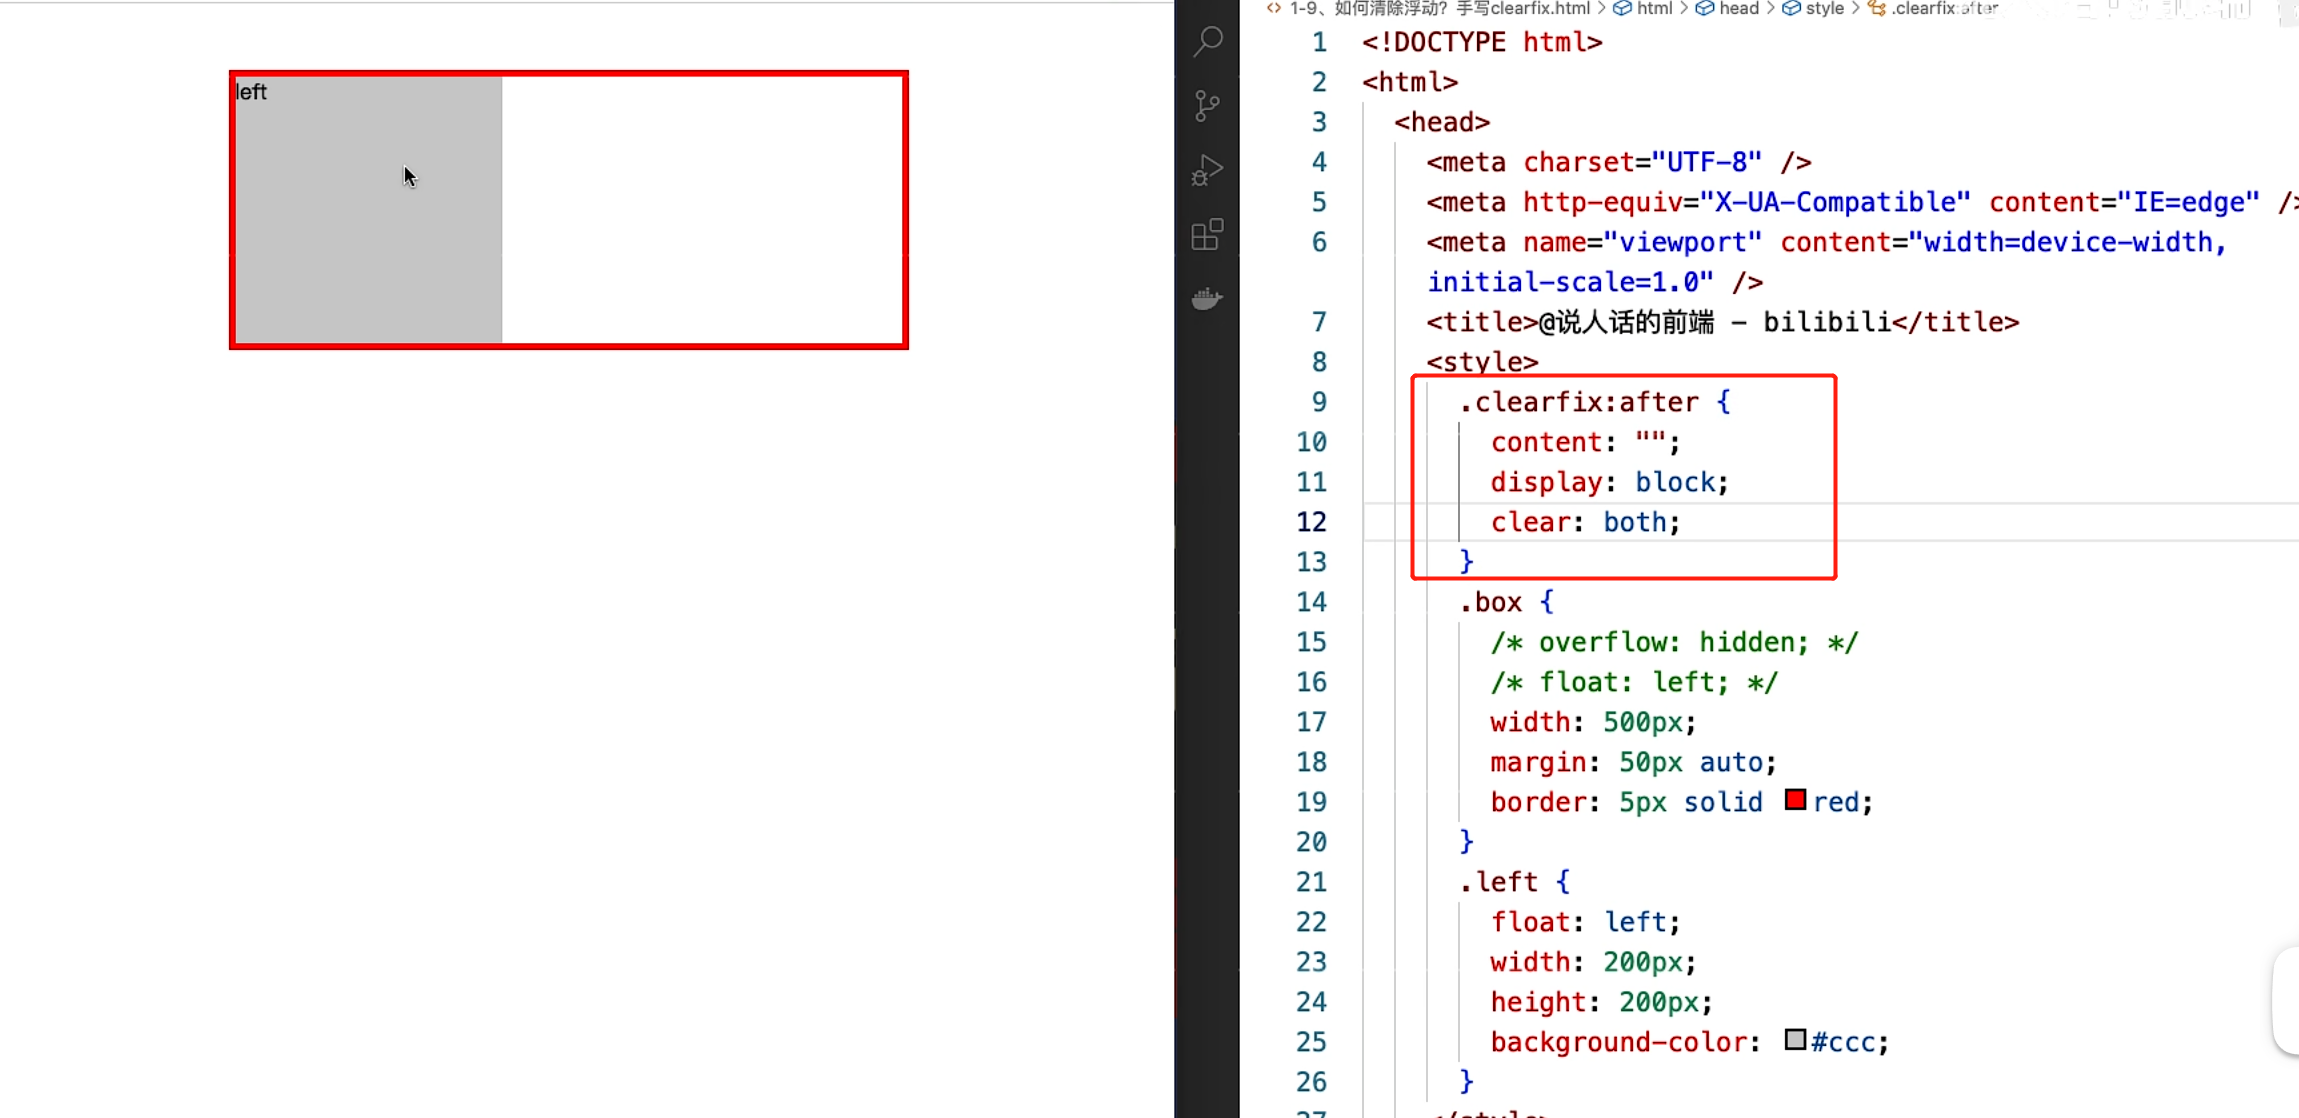 left
1-9、如何清除浮动? 手写clearfix.html > html > head > style > .clearfix:after
1 <!DOCTYPE html>
2 <html>
3 <head>
4 <meta charset="UTF-8" />
5 <meta http-equiv="X-UA-Compatible" content="IE=edge" />
6 <meta name="viewport" content="width=device-width,
initial-scale=1.0" />
7 <title>@说人话的前端 - bilibili</title>
8 <style>
9 .clearfix:after {
10 content: "";
11 display: block;
12 clear: both;
13 }
14 .box {
15 /* overflow: hidden; */
16 /* float: left; */
17 width: 500px;
18 margin: 50px auto;
19 border: 5px solid red;
20 }
21 .left {
22 float: left;
23 width: 200px;
24 height: 200px;
25 background-color: #ccc;
26 }
27 </style>